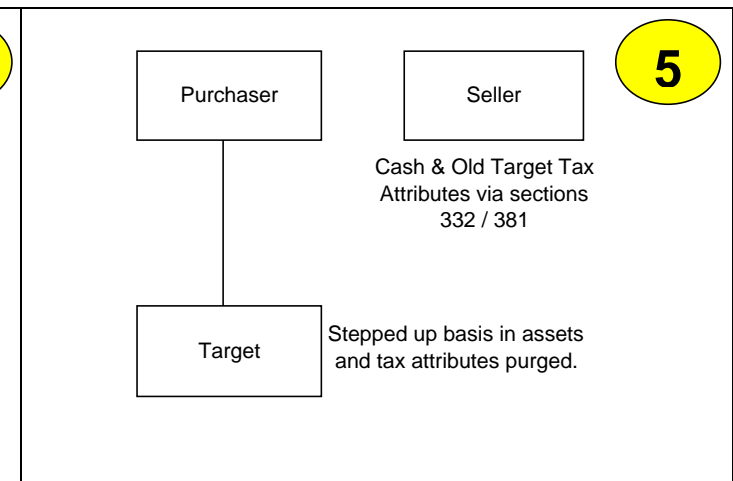 Purchaser
Seller
5
Cash & Old Target Tax
Attributes via sections
332 / 381
Target
Stepped up basis in assets
and tax attributes purged.